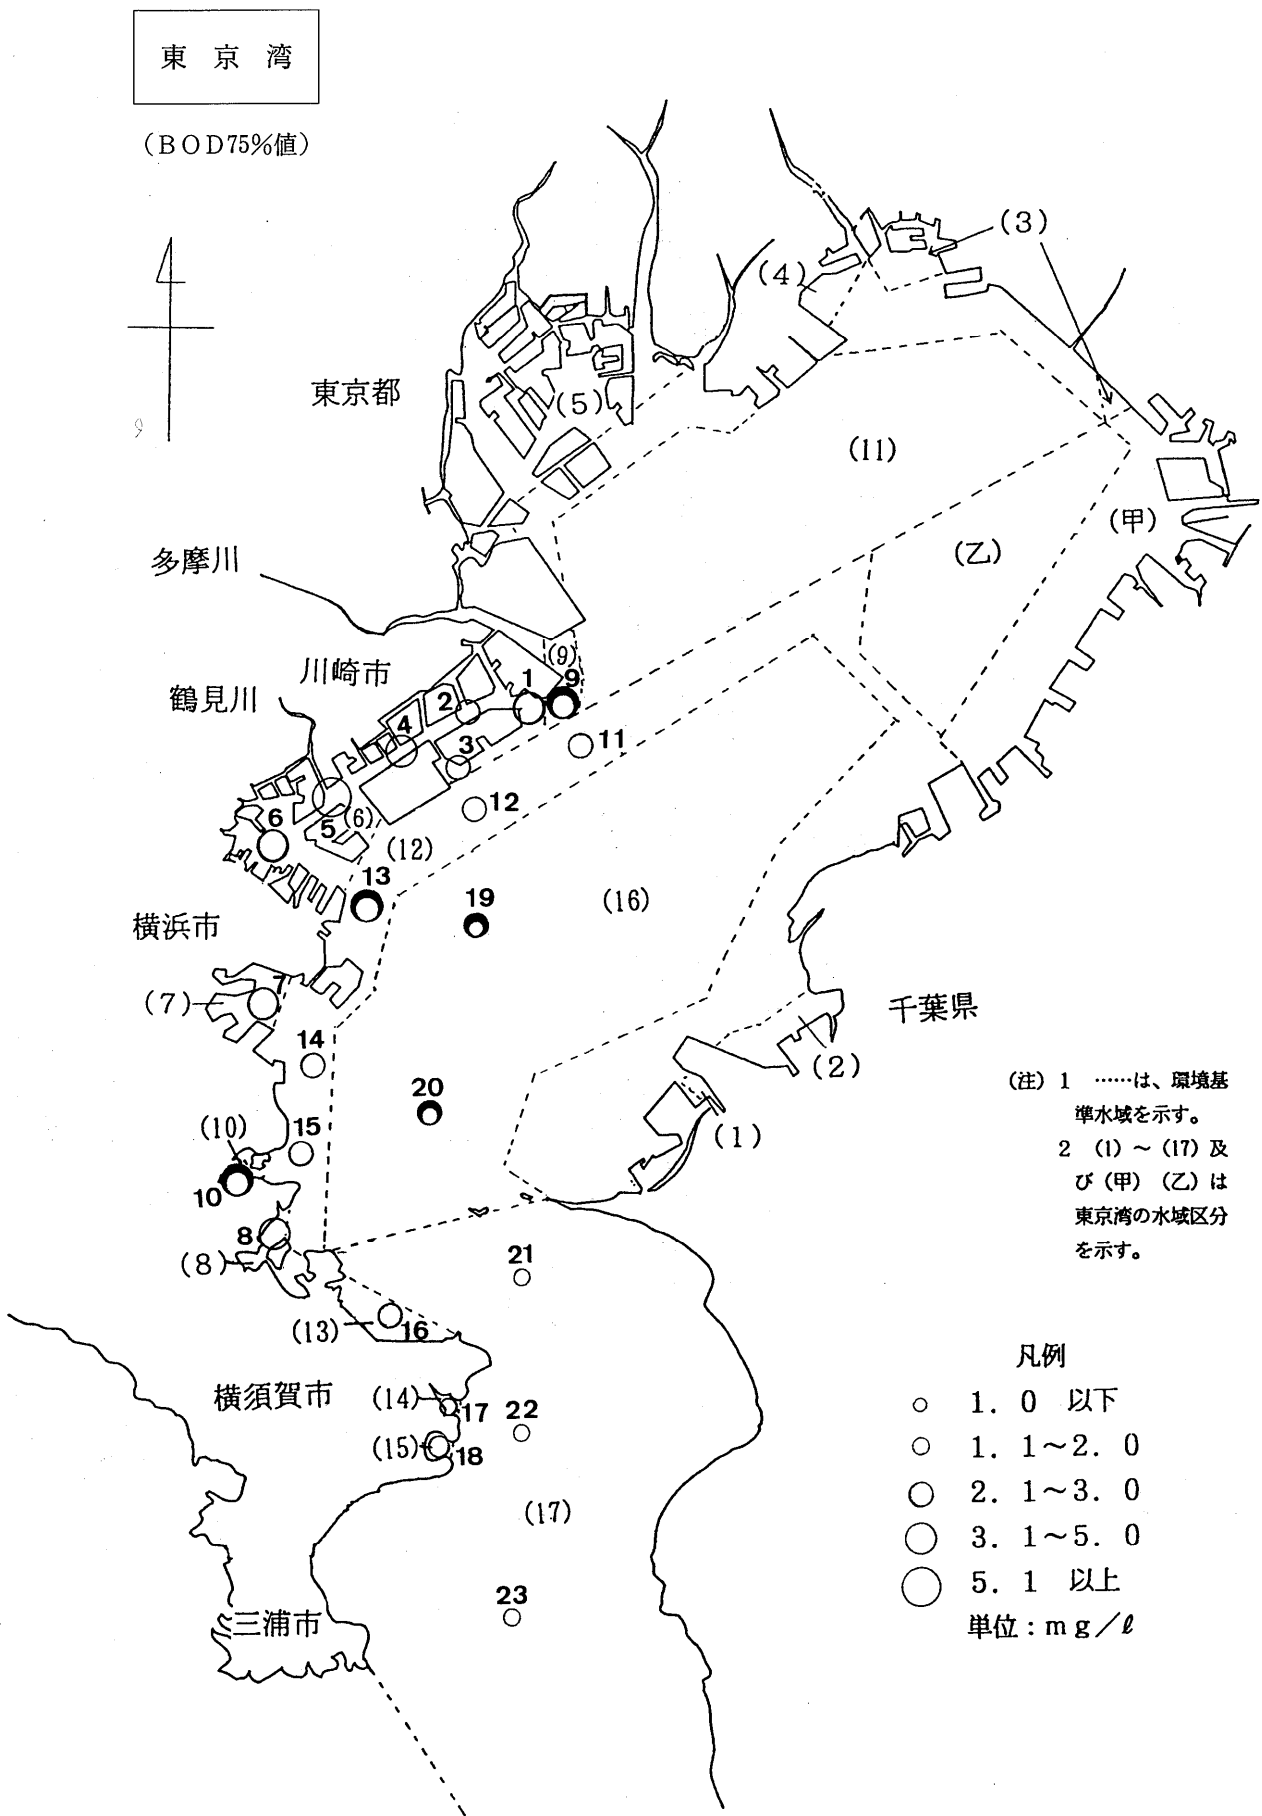 東 京 湾
(BOD75%値)
(3)
(4)
東京都
(5)
(11)
(甲)
(乙)
多摩川
川崎市
(9)
鶴見川
1
9
2
4
3
11
12
6
5
(6)
(12)
13
19
(16)
横浜市
7
(7)
千葉県
14
(2)
20
(10)
15
(1)
10
8
(8)
21
(13)
16
横須賀市
(14)
17
22
(15)
18
(17)
23
三浦市
(注) 1 ……は、環境基
準水域を示す。
2 (1)~(17)及
び(甲)(乙)は
東京湾の水域区分
を示す。
凡例
1. 0 以下
1. 1~2. 0
2. 1~3. 0
3. 1~5. 0
5. 1 以上
単位:mg/ℓ